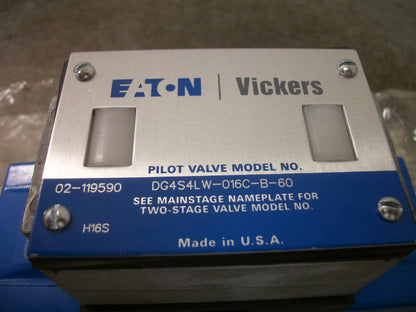 EATON | Vickers
PILOT VALVE MODEL NO.
02-119590 DG4S4LW-016C-B-60
SEE MAINSTAGE NAMEPLATE FOR
TWO-STAGE VALVE MODEL NO.
H16S
Made in U.S.A.